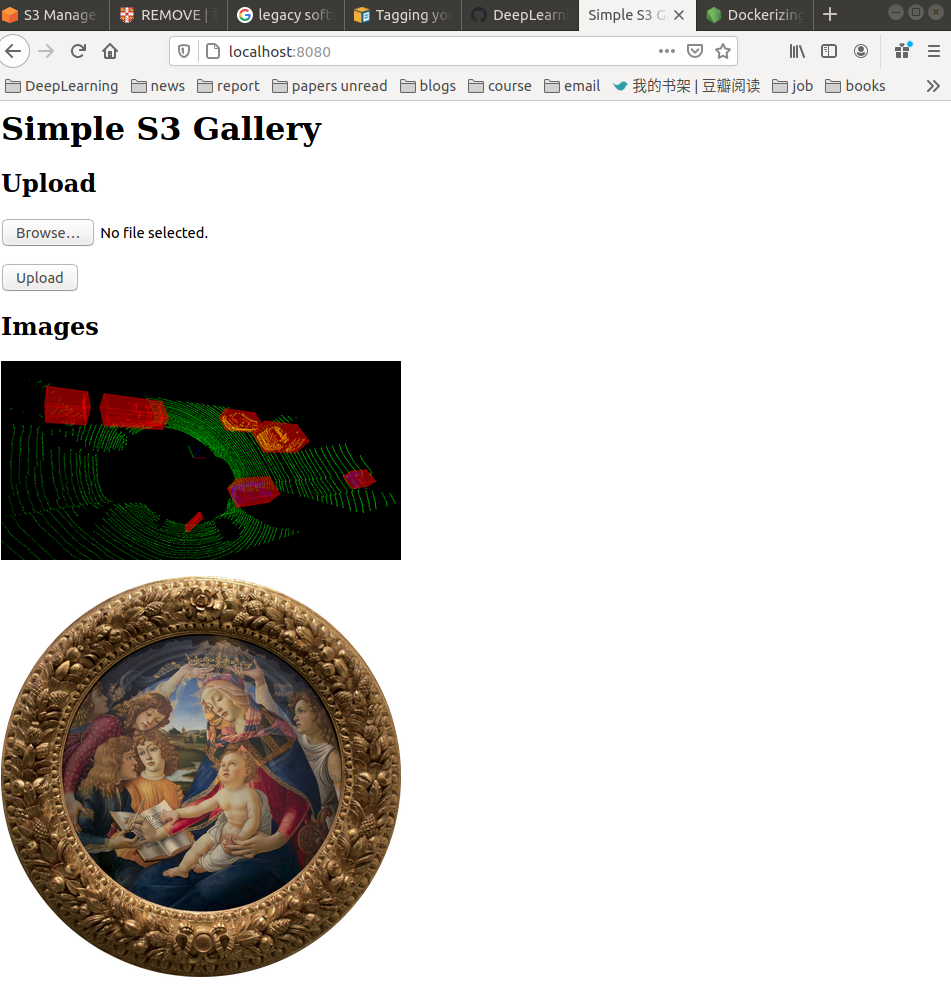 S3 Manage
REMOVE |
legacy soft
Tagging yo
DeepLearn
Simple S3 G
Dockerizing
localhost:8080
DeepLearning news report papers unread blogs course email 我的书架 | 豆瓣阅读 job books
Simple S3 Gallery
Upload
Browse... No file selected.
Upload
Images